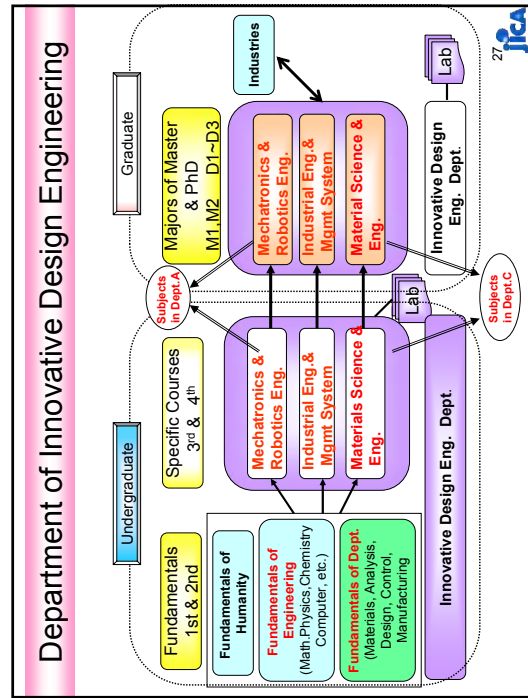 Department of Innovative Design Engineering
Undergraduate
Graduate
Fundamentals
1st & 2nd
Specific Courses
3rd & 4th
Majors of Master
& PhD
M1.M2 D1~D3
Subjects
in Dept.A
Industries
Fundamentals of
Humanity
Fundamentals of
Engineering
(Math.Physics,Chemistry
Computer, etc.)
Fundamentals of Dept.
(Materials, Analysis,
Design, Control,
Manufacturing
Mechatronics &
Robotics Eng.
Industrial Eng.&
Mgmt System
Materials Science &
Eng.
Mechatronics &
Robotics Eng.
Industrial Eng.&
Mgmt System
Material Science &
Eng.
Lab
Lab
Innovative Design Eng. Dept.
Innovative Design
Eng. Dept.
Subjects
in Dept.C
27
jICA